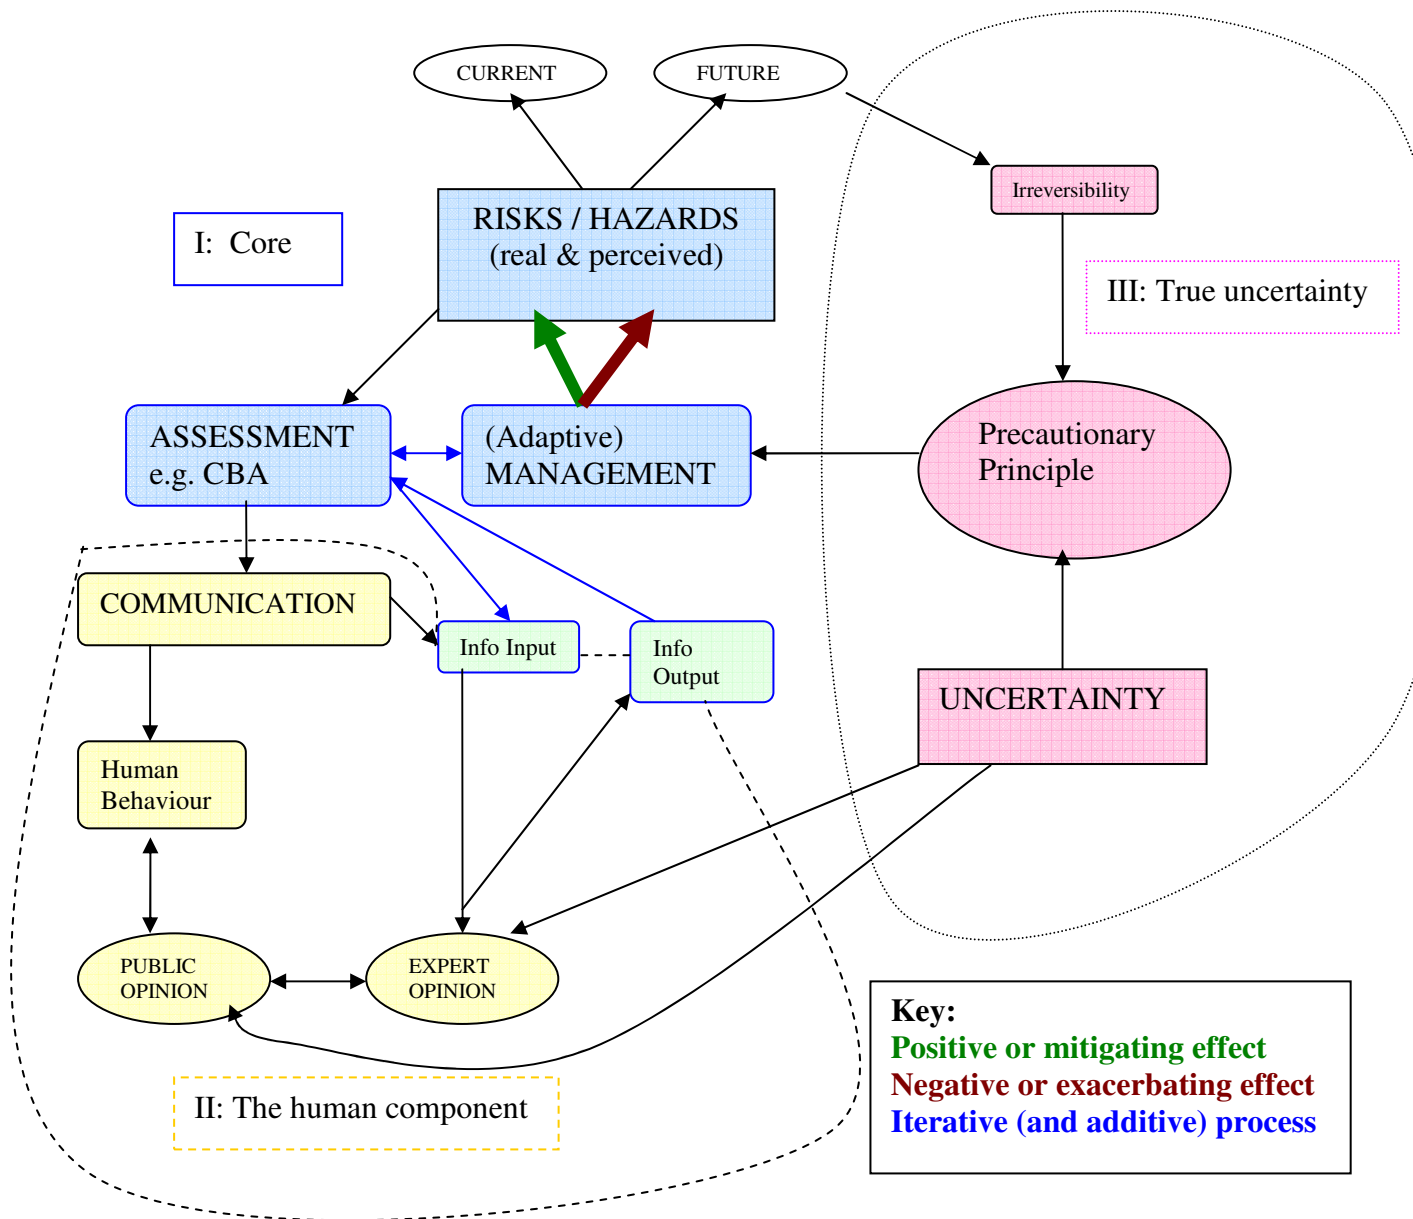 CURRENT
FUTURE
Irreversibility
RISKS / HAZARDS
(real & perceived)
I:  Core
III: True uncertainty
ASSESSMENT
e.g. CBA
(Adaptive)
MANAGEMENT
Precautionary
Principle
COMMUNICATION
Info Input
Info
Output
UNCERTAINTY
Human
Behaviour
PUBLIC
OPINION
EXPERT
OPINION
II: The human component
Key:
Positive or mitigating effect
Negative or exacerbating effect
Iterative (and additive) process